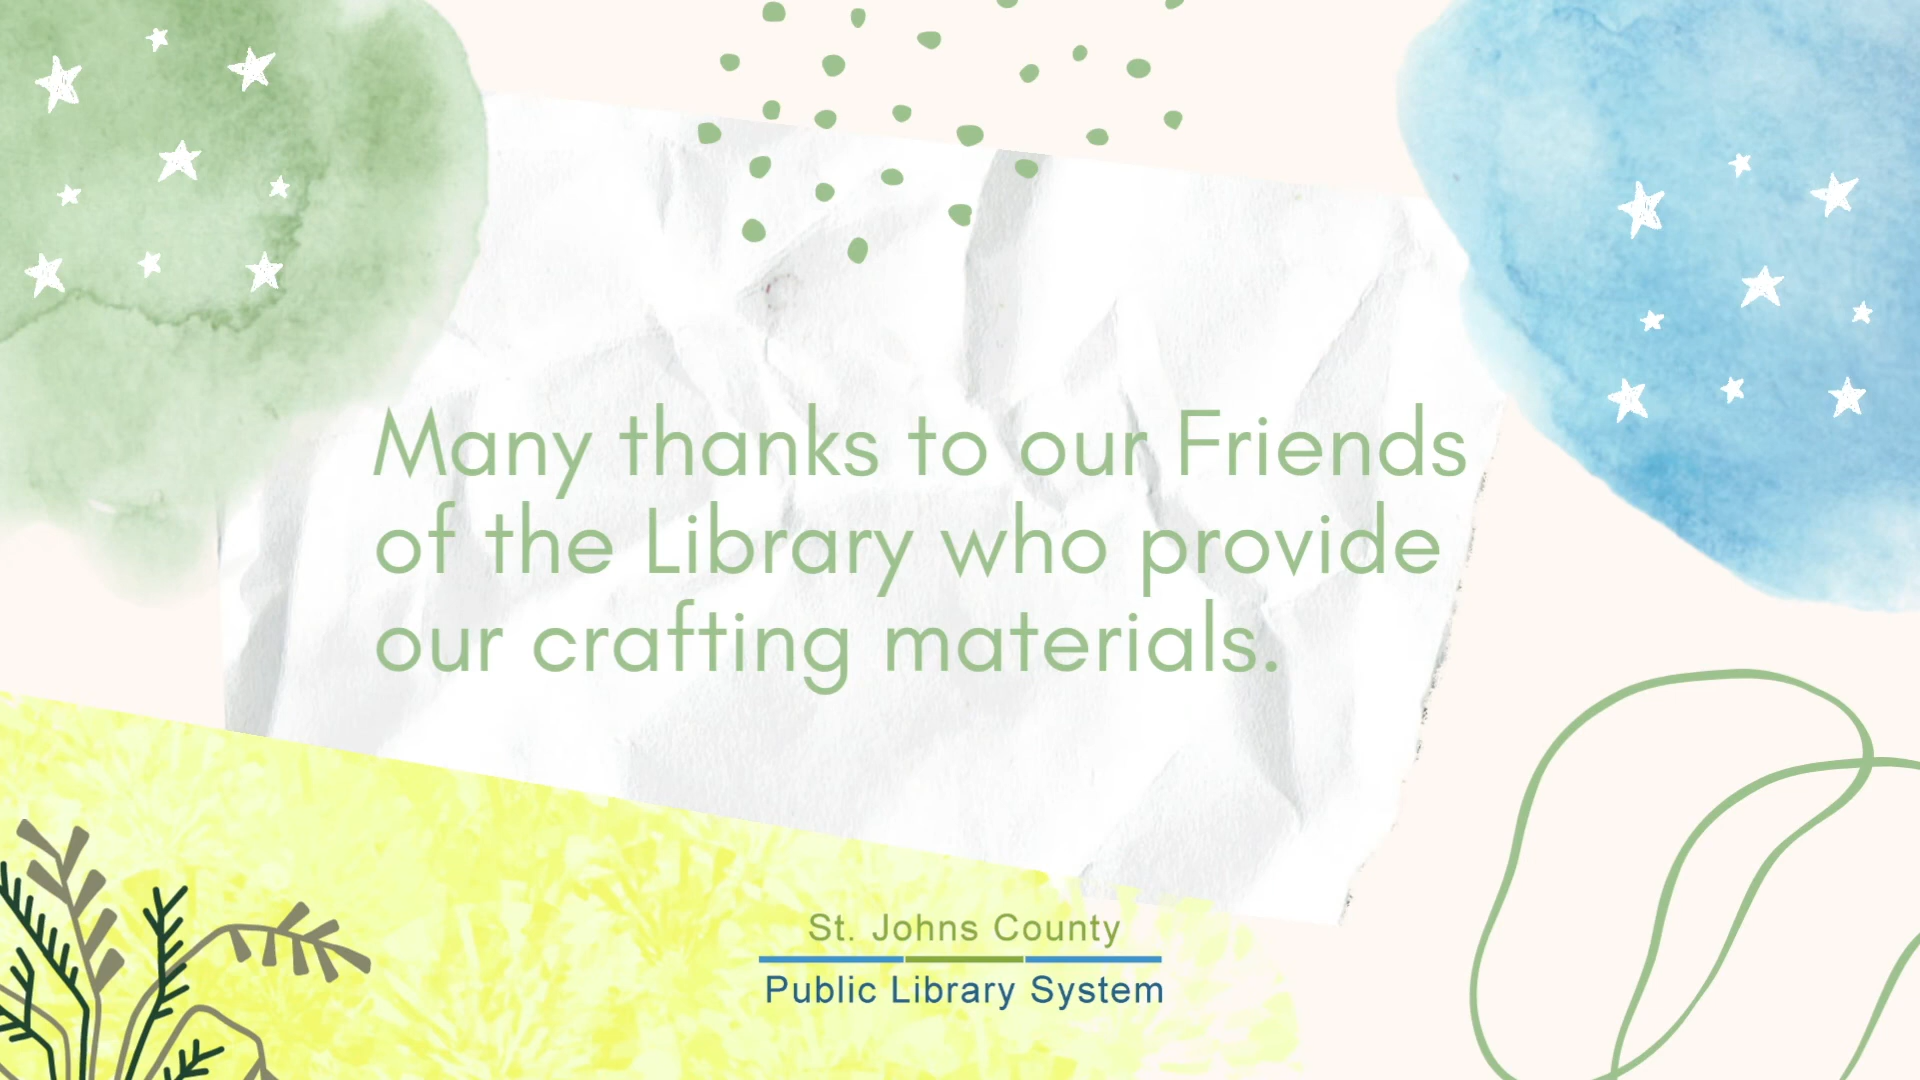 Many thanks to our Friends
of the Library who provide
our crafting materials.
St. Johns County
Public Library System